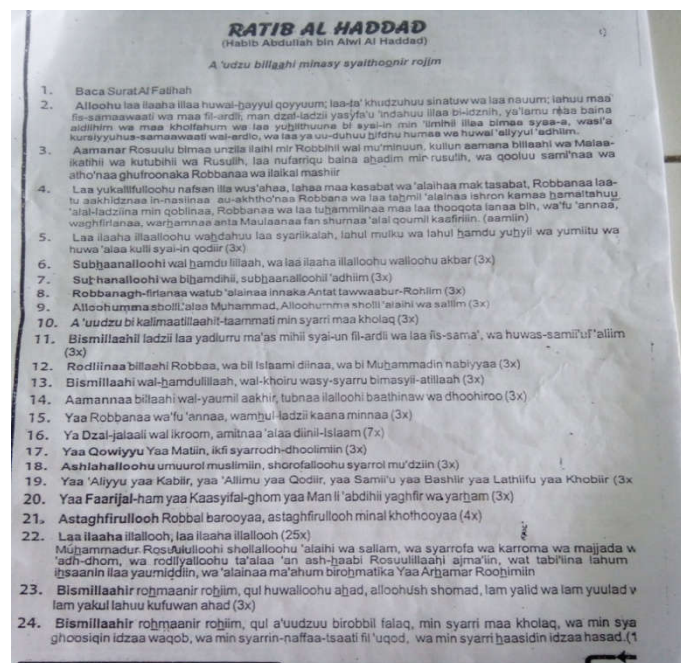 RATIB AL HADDAD
(Habib Abdullah bin Alwi Al Haddad)
A 'udzu billaahi minasy syaithoonir rojim
1. Baca Surat Al Fatihah
2. Alloohu laa ilaaha illaa huwal-hayyul qoyyuum; laa-ta' khudzuhuu sinatuw wa laa nauum; lahuu maa
fis-samaawaati wa maa fil-ardli, man dzal-ladzii yasyfa'u 'indahuu illaa bi-idznih, ya'lamu maa baina
aidiihim wa maa kholfahum wa laa yuhiithuuna bi syai-in min 'ilmihii illaa bimaa syaa-a, wasi'a
kursiyyuhus-samaawaati wal-ardlo, wa laa ya uu-duhuu hifdhu humaa wa huwal 'aliyyul 'adhiim.
3. Aamanar Rosuulu bimaa unzila ilaihi mir Robbihii wal mu'minuun, kullun aamana billaahi wa Malaa-
ikatihii wa kutubihii wa Rusulih, laa nufarriqu baina ahadim mir rusulih, wa qooluu sami'naa wa
atho'naa ghufroonaka Robbanaa wa ilaikal mashiir
4. Laa yukallifulloohu nafsan illa wus'ahaa, lahaa maa kasabat wa 'alaihaa mak tasabat, Robbanaa laa-
tu aakhidznaa in-nasiinaa au-akhtho'naa Robbana wa laa tahmil 'alainaa ishron kamaa hamaltahuu
'alal-ladziina min qoblinaa, Robbanaa wa laa tuhammilnaa maa laa thooqota lanaa bih, wa'fu 'annaa,
waghfirlanaa, warhamnaa anta Maulaanaa fan shurnaa 'alal qoumil kaafiriin. (aamiin)
5. Laa ilaaha illaalloohu wahdahuu laa syariikalah, lahul mulku wa lahul hamdu yuhyii wa yumiitu wa
huwa 'alaa kulli syai-in qodiir (3x)
6. Subhaanalloohi wal hamdu lillaah, wa laa ilaaha illalloohu walloohu akbar (3x)
7. Subhanalloohi wa bihamdihii, subhaanalloohil 'adhiim (3x)
8. Robbanagh-firlanaa watub 'alainaa innaka Antat tawwaabur-Rohiim (3x)
9. Alloohumma sholli 'alaa Muhammad, Alloohumma sholli 'alaihi wa sallim (3x)
10. A 'uudzu bi kalimaatillaahit-taammati min syarri maa kholaq (3x)
11. Bismillaahil ladzii laa yadlurru ma'as mihii syai-un fil-ardii wa laa fis-sama', wa huwas-samii'ul 'aliim
(3x)
12. Rodliinaa billaahi Robbaa, wa bil Islaami diinaa, wa bi Muhammadin nabiyyaa (3x)
13. Bismillaahi wal-hamdulillaah, wal-khoiru wasy-syarru bimasyii-atillaah (3x)
14. Aamannaa billaahi wal-yaumil aakhir, tubnaa ilalloohi baathinaw wa dhoohiroo (3x)
15. Yaa Robbanaa wa'fu 'annaa, wamhul-ladzii kaana minnaa (3x)
16. Ya Dzal-jalaali wal ikroom, amitnaa 'alaa diinil-Islaam (7x)
17. Yaa Qowiyyu Yaa Matiin, ikfi syarrodh-dhoolimiin (3x)
18. Ashlahalloohu umuurol muslimiin, shorofalloohu syarrol mu'dziin (3x)
19. Yaa 'Aliyyu yaa Kabiir, yaa 'Aliimu yaa Qodiir, yaa Samii'u yaa Bashiir yaa Lathiifu yaa Khobiir (3x
20. Yaa Faarijal-ham yaa Kaasyifal-ghom yaa Man li 'abdihii yaghfir wa yarham (3x)
21. Astaghfirullooh Robbal barooyaa, astaghfirullooh minal khothooyaa (4x)
22. Laa ilaaha illallooh, laa ilaaha illallooh (25x)
Muhammadur Rosuulullohi shollalloohu 'alaihi wa sallam, wa syarrofa wa karroma wa majjada w
'adh-dhom, wa rodlyalloohu ta'alaa 'an ash-haabi Rosuulillaahi ajma'iin, wat tabi'iina lahum
ihsaanin ilaa yaumiddiin, wa 'alainaa ma'ahum birohmatika Yaa Arhamar Roohimiin
23. Bismillaahir rohmaanir rohiim, qul huwalloohu ahad, alloohush shomad, lam yalid wa lam yuulad w
lam yakul lahuu kufuwan ahad (3x)
24. Bismillaahir rohmaanir rohiim, qul a'uudzuu birobbil falaq, min syarri maa kholaq, wa min sya
ghoosiqin idzaa waqob, wa min syarrin-naffaa-tsaati fil 'uqod, wa min syarri haasidin idzaa hasad.(1